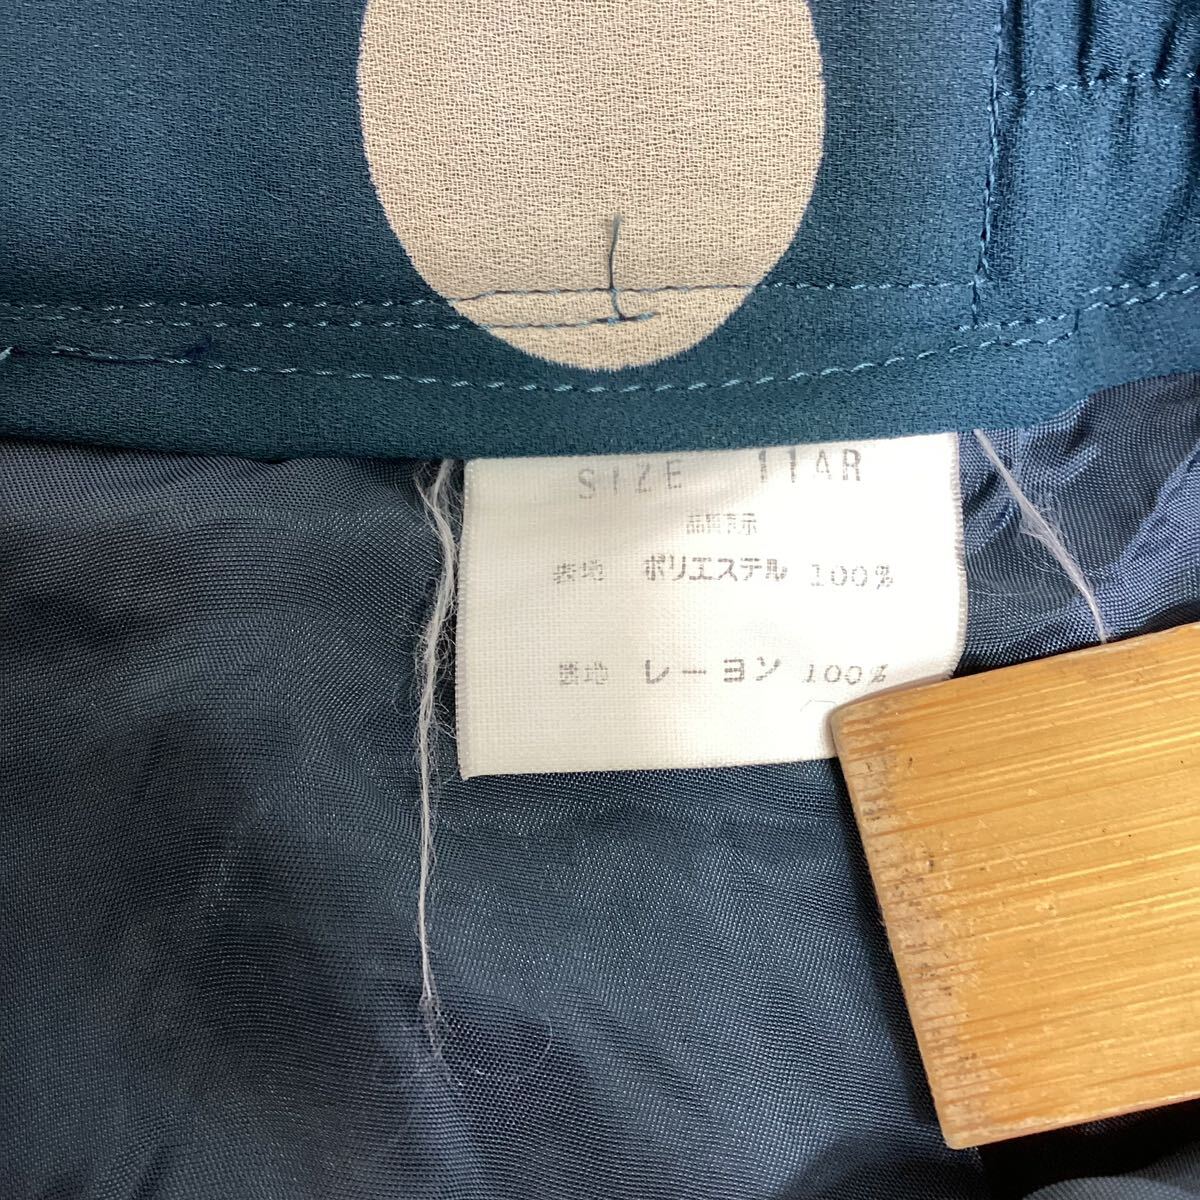 SIZE 11AR
品質表示
表地 ポリエステル 100%
裏地 レーヨン 100%